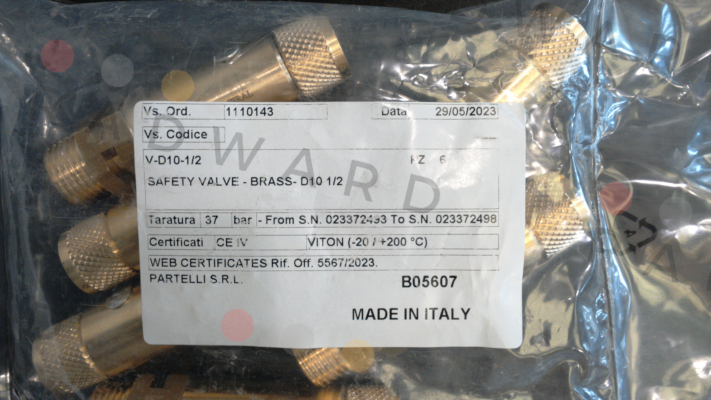 Vs. Ord. 1110143 Data 29/05/2023
Vs. Codice
V-D10-1/2 PZ 6
SAFETY VALVE - BRASS- D10 1/2
Taratura 37 bar - From S.N. 023372493 To S.N. 023372498
Certificati CE IV VITON (-20 / +200 °C)
WEB CERTIFICATES Rif. Off. 5567/2023.
PARTELLI S.R.L. B05607
MADE IN ITALY